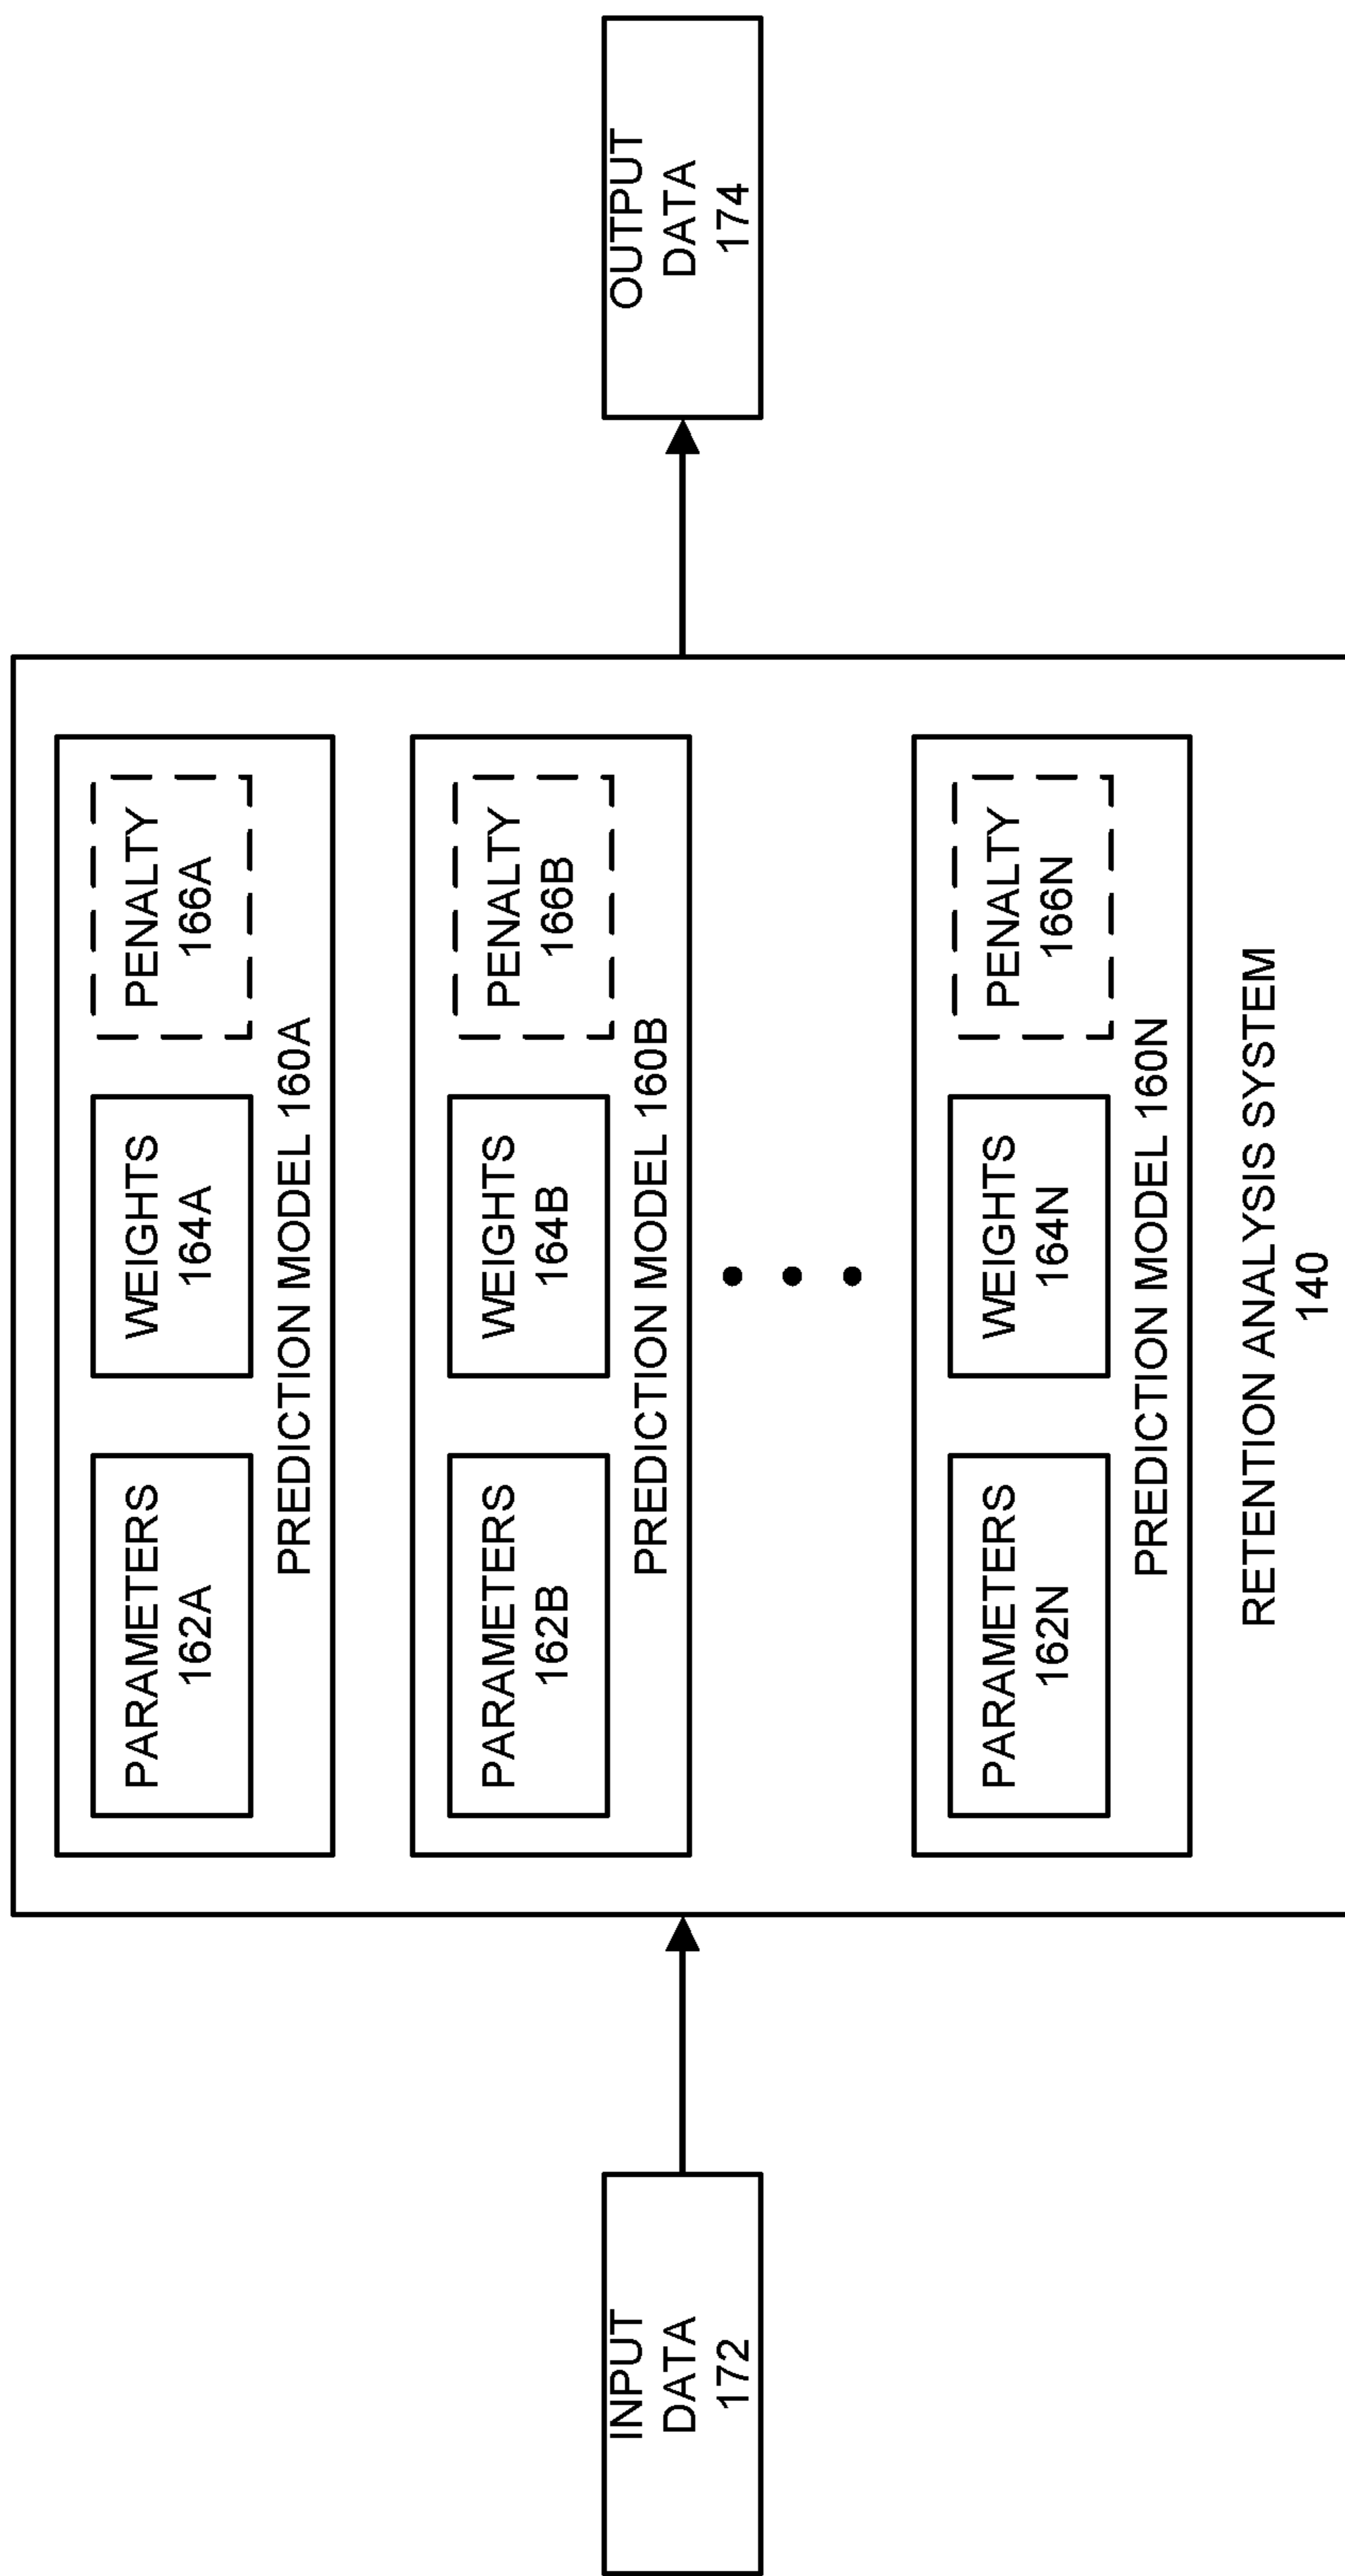 INPUT
DATA
172
PARAMETERS
162A
WEIGHTS
164A
PENALTY
166A
PREDICTION MODEL 160A
PARAMETERS
162B
WEIGHTS
164B
PENALTY
166B
PREDICTION MODEL 160B
PARAMETERS
162N
WEIGHTS
164N
PENALTY
166N
PREDICTION MODEL 160N
RETENTION ANALYSIS SYSTEM
140
OUTPUT
DATA
174